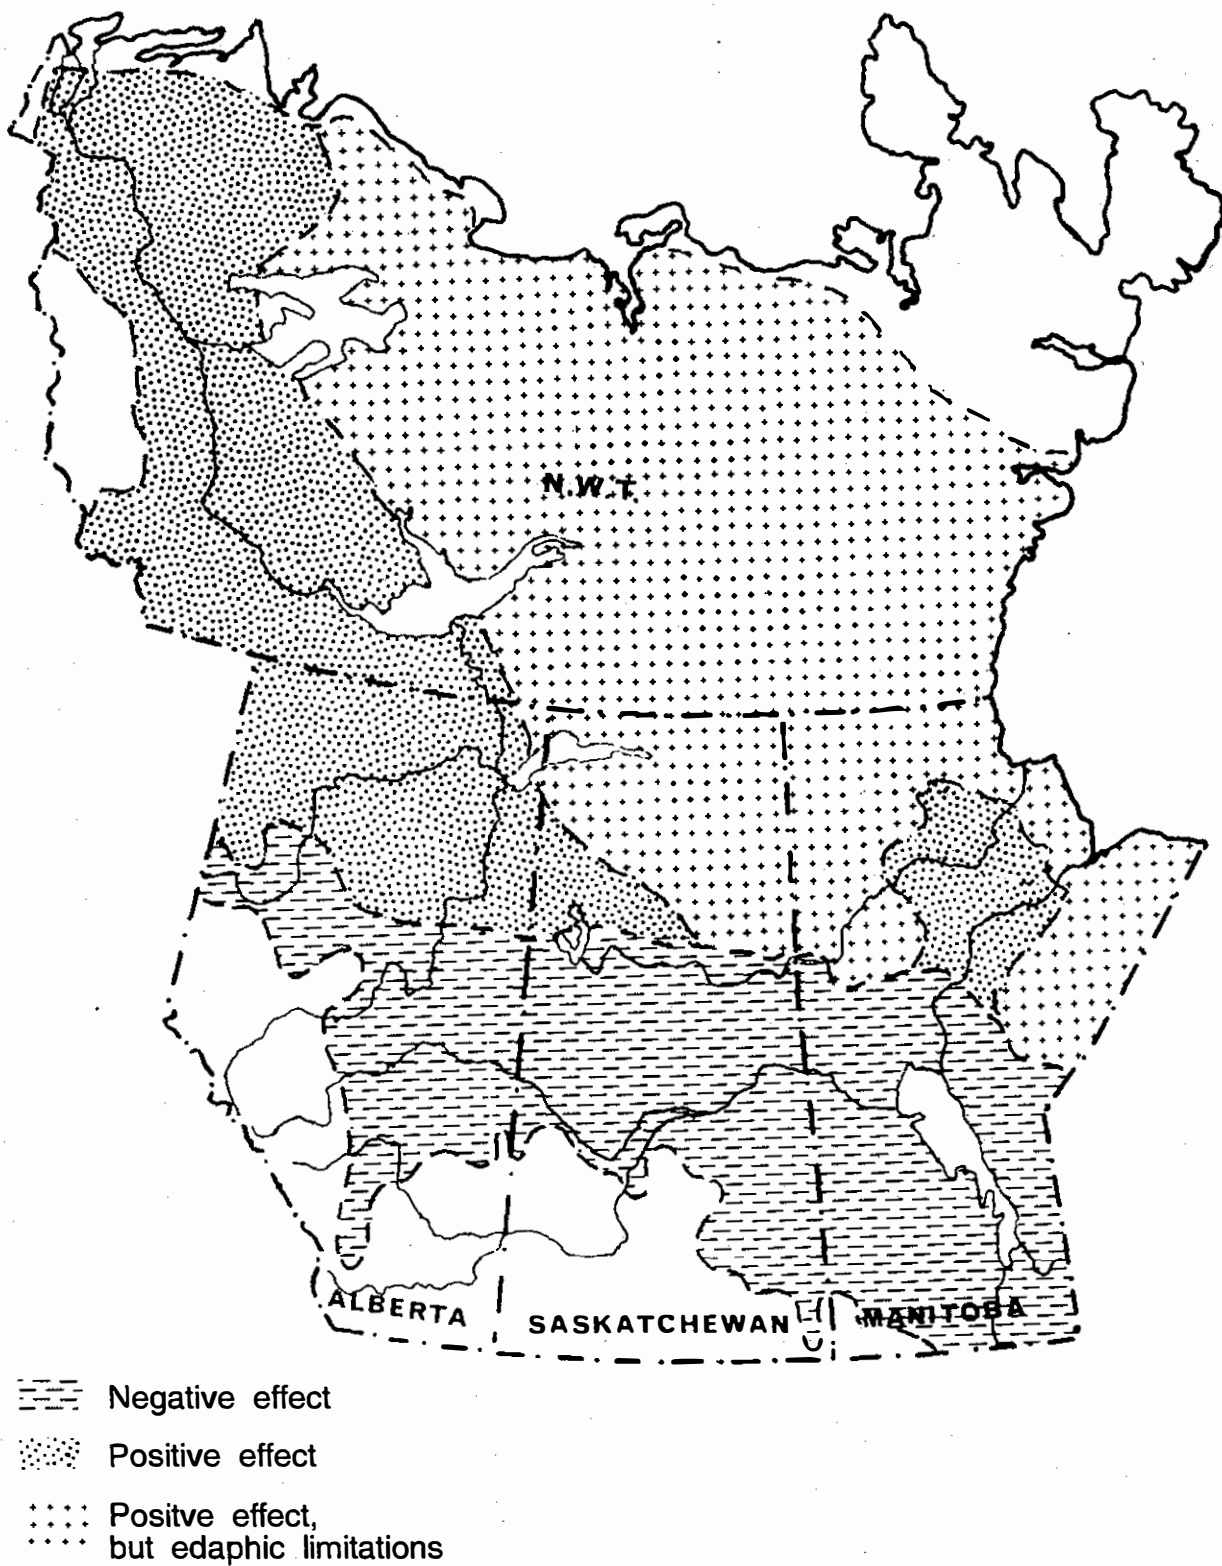 N.W.T.
ALBERTA
SASKATCHEWAN
MANITOBA
Negative effect
Positive effect
Positve effect,
but edaphic limitations